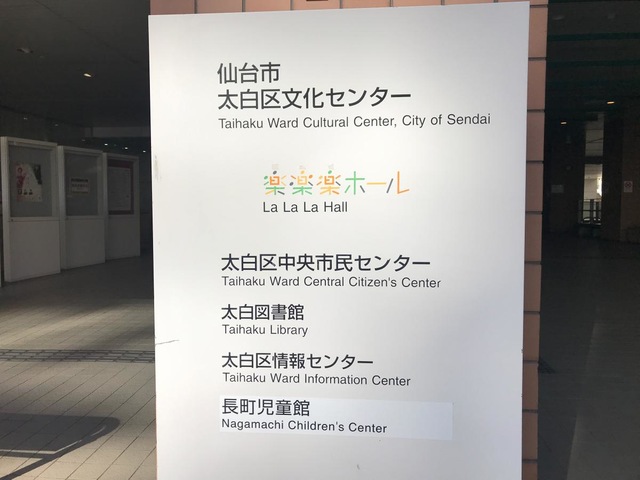 仙台市
太白区文化センター
Taihaku Ward Cultural Center, City of Sendai
楽楽楽ホール
La La La Hall
太白区中央市民センター
Taihaku Ward Central Citizen's Center
太白図書館
Taihaku Library
太白区情報センター
Taihaku Ward Information Center
長町児童館
Nagamachi Children's Center